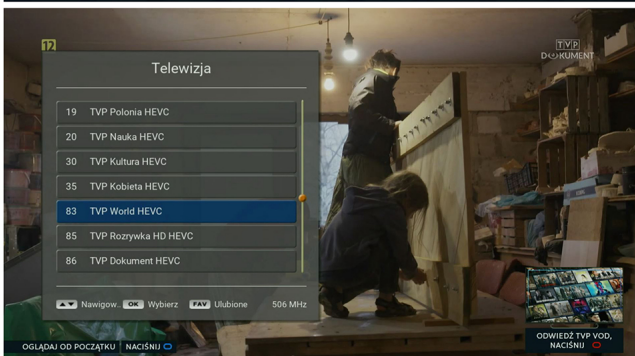 12
TVP
DOKUMENT
Telewizja
19 TVP Polonia HEVC
20 TVP Nauka HEVC
30 TVP Kultura HEVC
35 TVP Kobieta HEVC
83 TVP World HEVC
85 TVP Rozrywka HD HEVC
86 TVP Dokument HEVC
Nawigow.. OK Wybierz FAV Ulubione 506 MHz
OGLĄDAJ OD POCZĄTKU NACIŚNIJ
ODWIEDŹ TVP VOD,
NACIŚNIJ